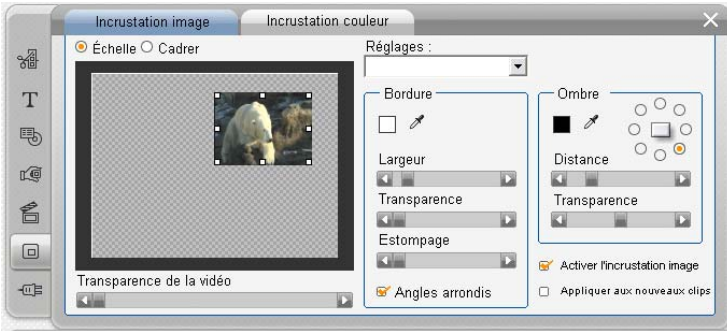 Incrustation image
Incrustation couleur
Échelle
Cadrer
Réglages :
T
Bordure
Largeur
Transparence
Estompage
Angles arrondis
Ombre
Distance
Transparence
Activer l'incrustation image
Appliquer aux nouveaux clips
Transparence de la vidéo